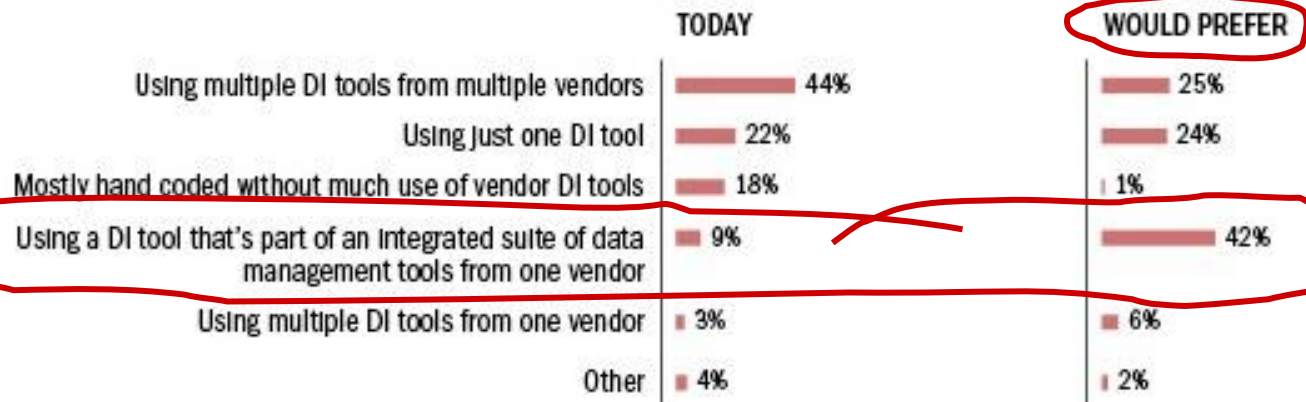 TODAY WOULD PREFER
Using multiple DI tools from multiple vendors 44% 25%
Using just one DI tool 22% 24%
Mostly hand coded without much use of vendor DI tools 18% 1%
Using a DI tool that's part of an integrated suite of data 9% 42%
management tools from one vendor
Using multiple DI tools from one vendor 3% 6%
Other 4% 2%